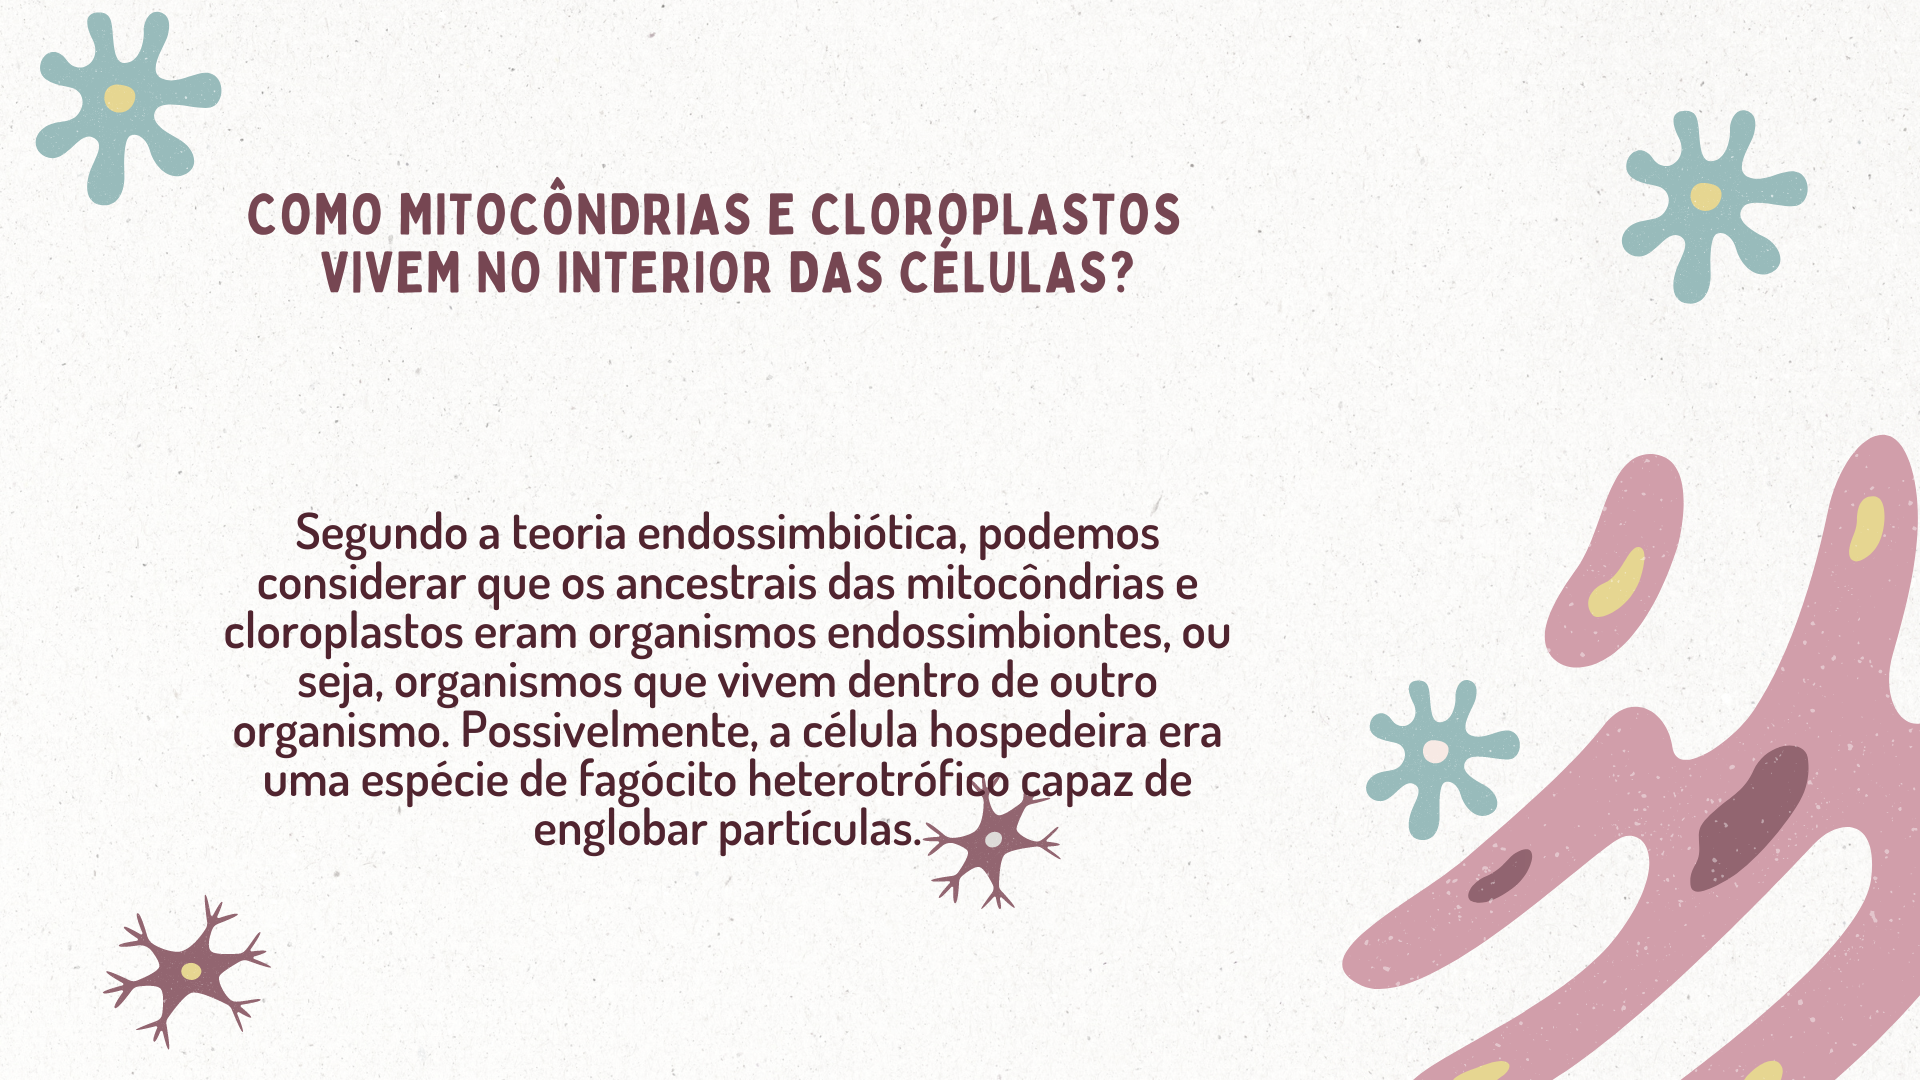 COMO MITOCÔNDRIAS E CLOROPLASTOS
VIVEM NO INTERIOR DAS CÉLULAS?
Segundo a teoria endossimbiótica, podemos
considerar que os ancestrais das mitocôndrias e
cloroplastos eram organismos endossimbiontes, ou
seja, organismos que vivem dentro de outro
organismo. Possivelmente, a célula hospedeira era
uma espécie de fagócito heterotrófico capaz de
englobar partículas.